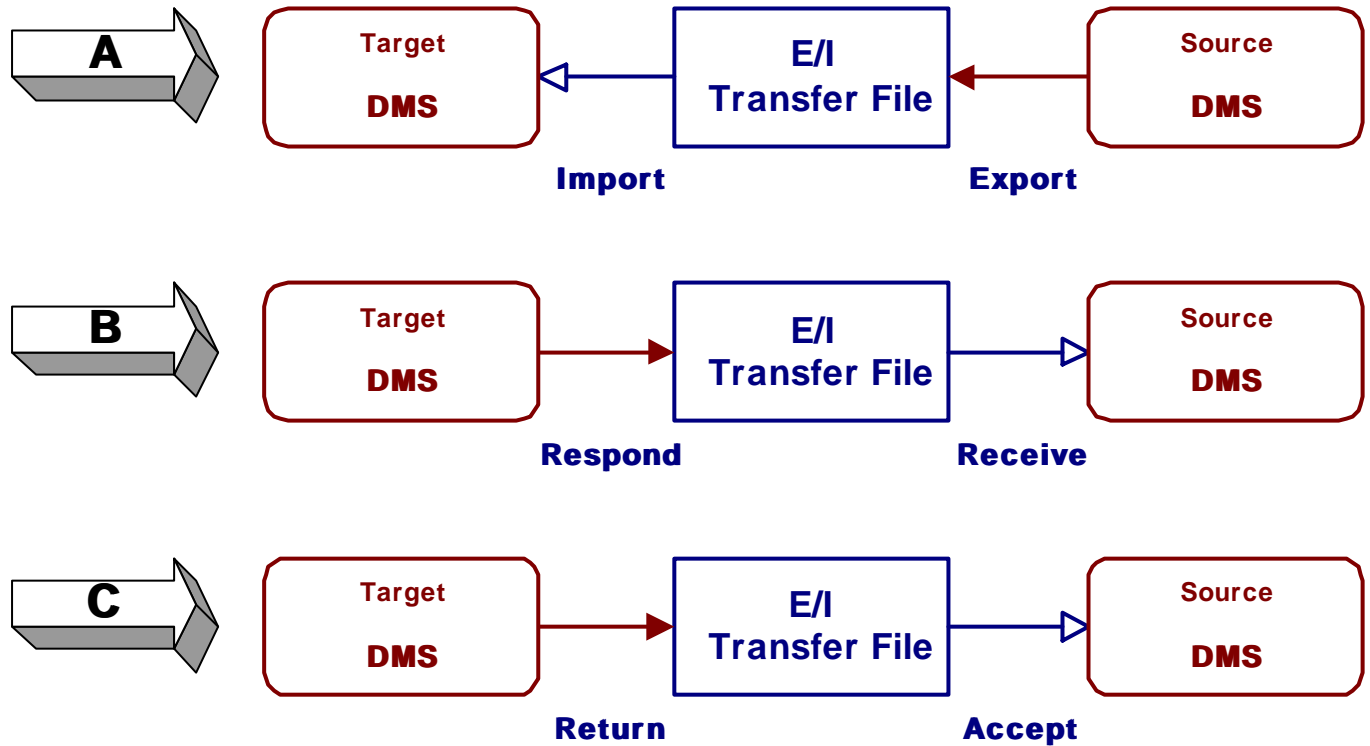 A
Target
DMS
E/I
Transfer File
Source
DMS
Import
Export
B
Target
DMS
E/I
Transfer File
Source
DMS
Respond
Receive
C
Target
DMS
E/I
Transfer File
Source
DMS
Return
Accept